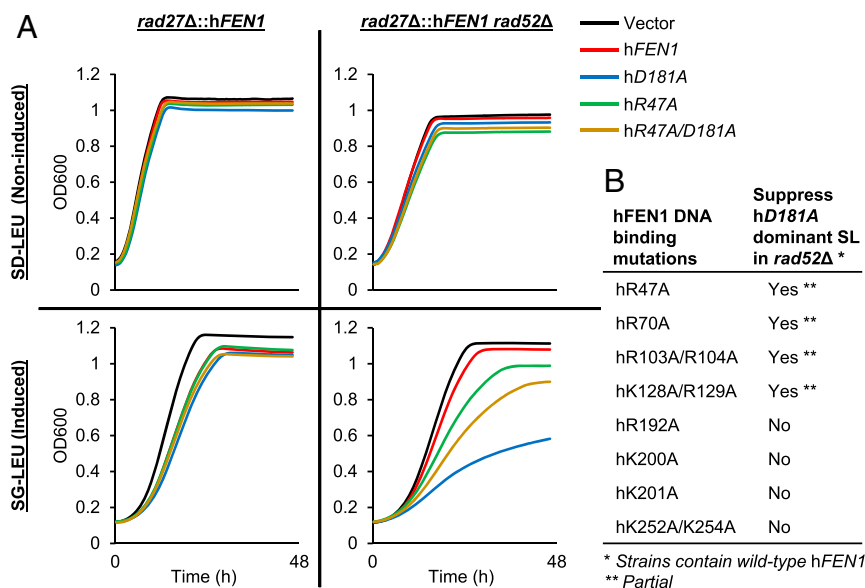 A
rad27Δ::hFEN1
rad27Δ::hFEN1 rad52Δ
Vector
hFEN1
hD181A
hR47A
hR47A/D181A
SD-LEU (Non-induced)
OD600
1.2
1
0.8
0.6
0.4
0.2
0
1.2
1
0.8
0.6
0.4
0.2
0
SG-LEU (Induced)
OD600
1.2
1
0.8
0.6
0.4
0.2
0
0
Time (h)
48
1.2
1
0.8
0.6
0.4
0.2
0
0
Time (h)
48
B
hFEN1 DNA
binding
mutations
Suppress
hD181A
dominant SL
in rad52Δ *
hR47A Yes **
hR70A Yes **
hR103A/R104A Yes **
hK128A/R129A Yes **
hR192A No
hK200A No
hK201A No
hK252A/K254A No
* Strains contain wild-type hFEN1
** Partial